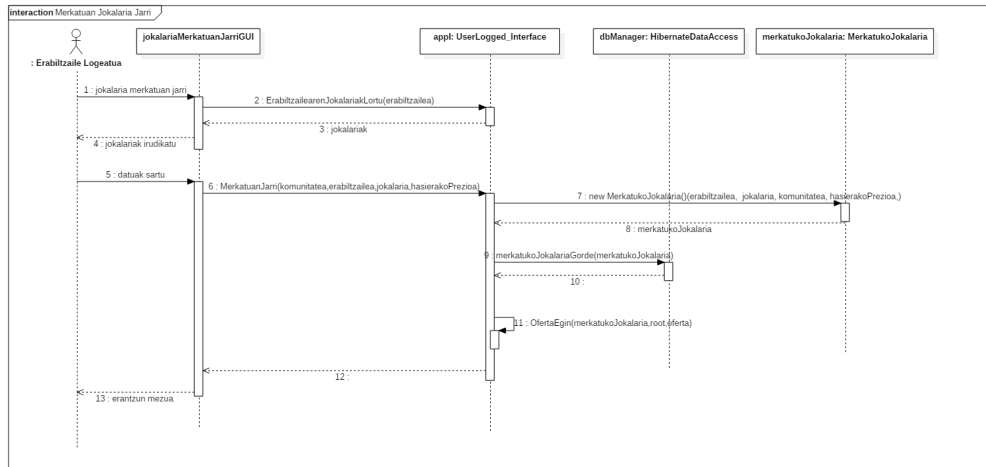 interaction Merkatuan Jokalaria Jarri
jokalariaMerkatuanJarriGUI
appI: UserLogged_Interface
dbManager: HibernateDataAccess
merkatukoJokalaria: MerkatukoJokalaria
: Erabiltzaile Logeatua
1 : jokalaria merkatuan jarri
2 : ErabiltzailearenJokalariakLortu(erabiltzailea)
3 : jokalariak
4 : jokalariak irudikatu
5 : datuak sartu
6 : MerkatuanJarri(komunitatea,erabiltzailea,jokalaria,hasierakoPrezioa)
7 : new MerkatukoJokalaria()(erabiltzailea, jokalaria, komunitatea, hasierakoPrezioa,)
8 : merkatukoJokalaria
9 : merkatukoJokalariaGorde(merkatukoJokalaria)
10 :
11 : OfertaEgin(merkatukoJokalaria,root,oferta)
12 :
13 : erantzun mezua